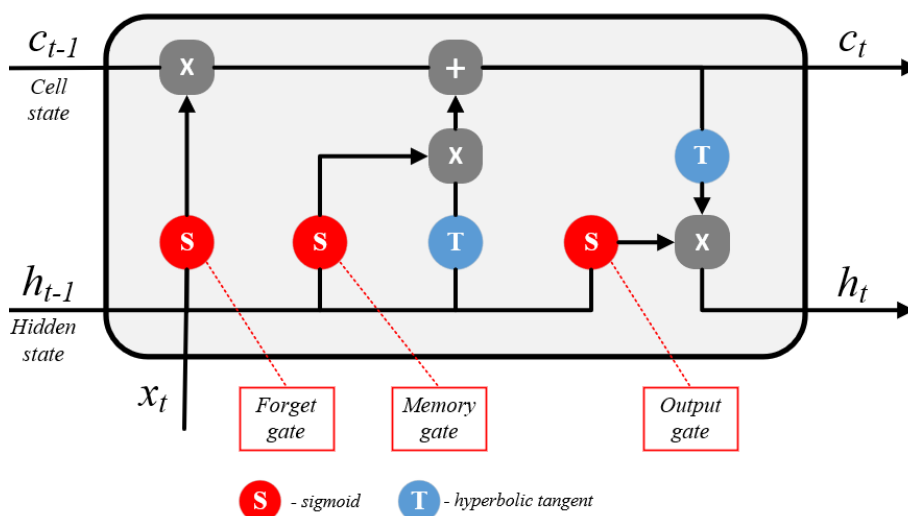 c_{t-1}
c_t
Cell
state
X
+
X
T
S
S
T
S
X
h_{t-1}
h_t
Hidden
state
x_t
Forget
gate
Memory
gate
Output
gate
S - sigmoid
T - hyperbolic tangent